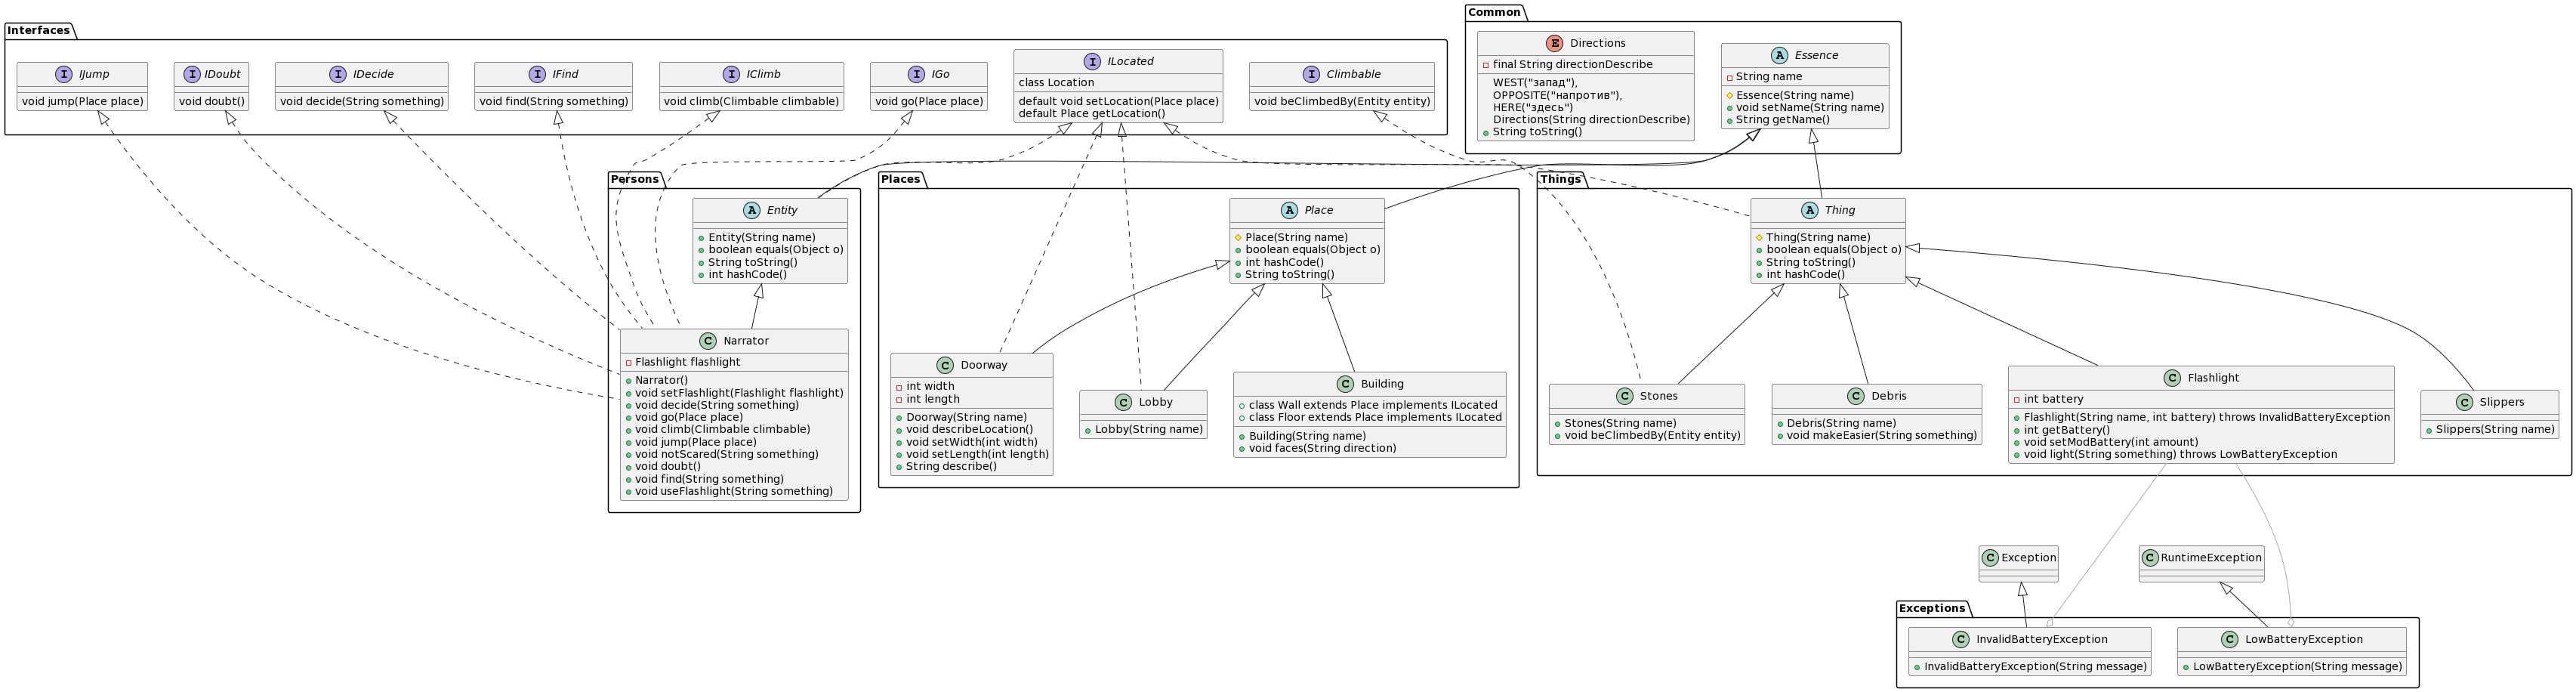 Interfaces
I IJump
void jump(Place place)
I IDoubt
void doubt()
I IDecide
void decide(String something)
I IFind
void find(String something)
I IClimb
void climb(Climbable climbable)
I IGo
void go(Place place)
I ILocated
class Location
default void setLocation(Place place)
default Place getLocation()
I Climbable
void beClimbedBy(Entity entity)
Common
E Directions
final String directionDescribe
WEST("запад"),
OPPOSITE("напротив"),
HERE("здесь")
Directions(String directionDescribe)
String toString()
A Essence
String name
Essence(String name)
void setName(String name)
String getName()
Persons
A Entity
Entity(String name)
boolean equals(Object o)
String toString()
int hashCode()
C Narrator
Flashlight flashlight
Narrator()
void setFlashlight(Flashlight flashlight)
void decide(String something)
void go(Place place)
void climb(Climbable climbable)
void jump(Place place)
void notScared(String something)
void doubt()
void find(String something)
void useFlashlight(String something)
Places
A Place
Place(String name)
boolean equals(Object o)
int hashCode()
String toString()
C Doorway
int width
int length
Doorway(String name)
void describeLocation()
void setWidth(int width)
void setLength(int length)
String describe()
C Lobby
Lobby(String name)
C Building
class Wall extends Place implements ILocated
class Floor extends Place implements ILocated
Building(String name)
void faces(String direction)
Things
A Thing
Thing(String name)
boolean equals(Object o)
String toString()
int hashCode()
C Stones
Stones(String name)
void beClimbedBy(Entity entity)
C Debris
Debris(String name)
void makeEasier(String something)
C Flashlight
int battery
Flashlight(String name, int battery) throws InvalidBatteryException
int getBattery()
void setModBattery(int amount)
void light(String something) throws LowBatteryException
C Slippers
Slippers(String name)
C Exception
C RuntimeException
Exceptions
C InvalidBatteryException
InvalidBatteryException(String message)
C LowBatteryException
LowBatteryException(String message)